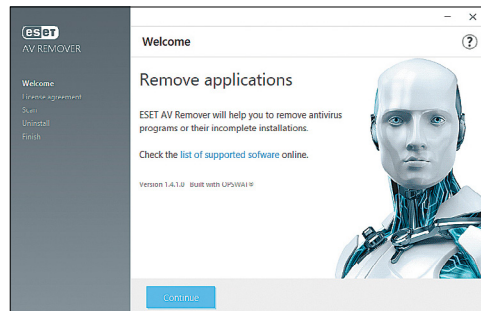 eset
AV REMOVER
Welcome
License agreement
Scan
Uninstall
Finish
Welcome
?
Remove applications
ESET AV Remover will help you to remove antivirus
programs or their incomplete installations.
Check the list of supported sofware online.
Version 1.4.1.0 Built with OPSWAT®
Continue